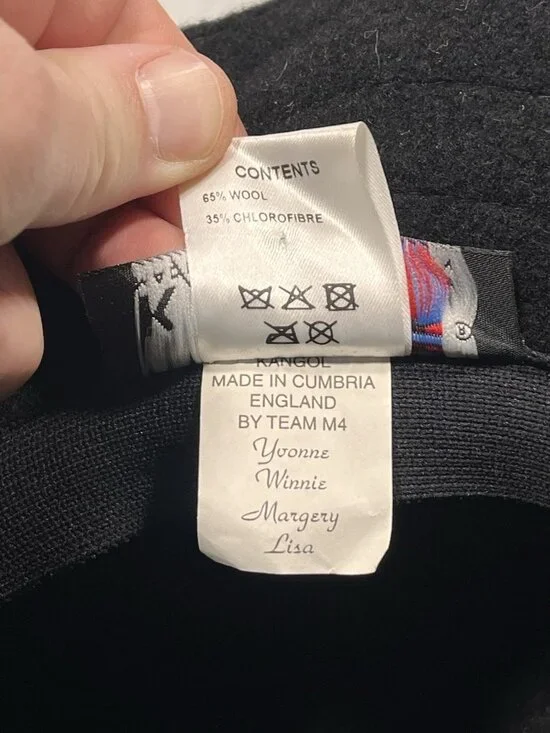 CONTENTS
65% WOOL
35% CHLOROFIBRE
K
®
KANGOL
MADE IN CUMBRIA
ENGLAND
BY TEAM M4
Yvonne
Winnie
Margery
Lisa